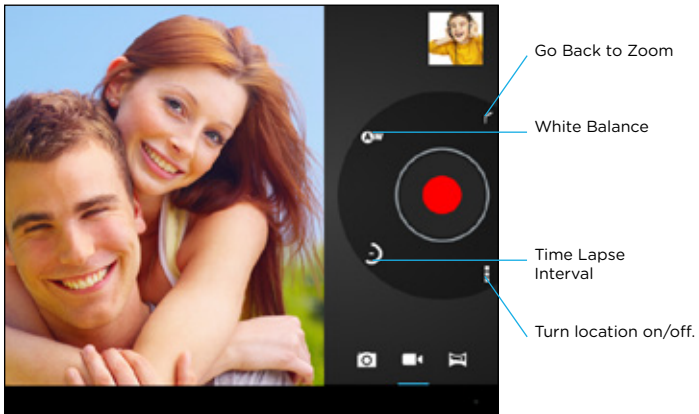 Go Back to Zoom
White Balance
Time Lapse
Interval
Turn location on/off.